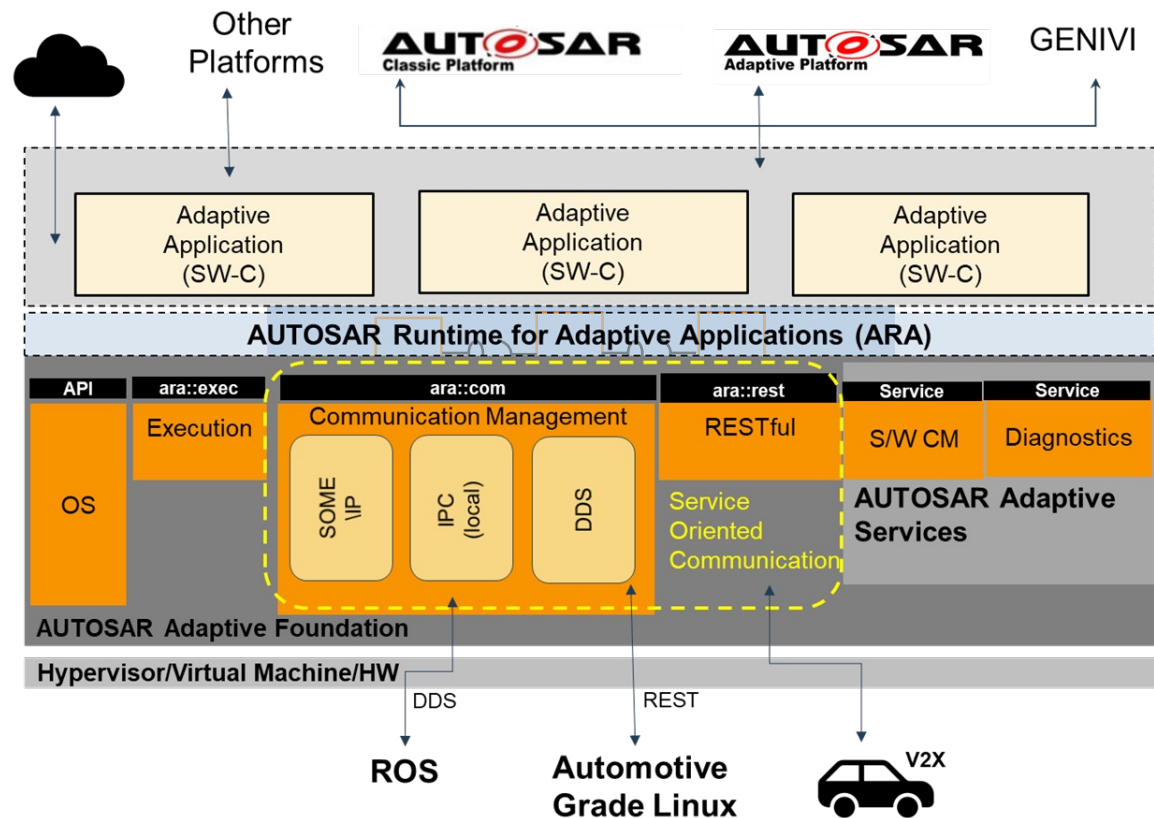 Other
Platforms
AUTOSAR
Classic Platform
AUTOSAR
Adaptive Platform
GENIVI
Adaptive
Application
(SW-C)
Adaptive
Application
(SW-C)
Adaptive
Application
(SW-C)
AUTOSAR Runtime for Adaptive Applications (ARA)
API
ara::exec
ara::com
ara::rest
Service
Service
OS
Execution
Communication Management
SOME
\IP
IPC
(local)
DDS
RESTful
S/W CM
Diagnostics
Service
Oriented
Communication
AUTOSAR Adaptive
Services
AUTOSAR Adaptive Foundation
Hypervisor/Virtual Machine/HW
DDS
REST
ROS
Automotive
Grade Linux
V2X